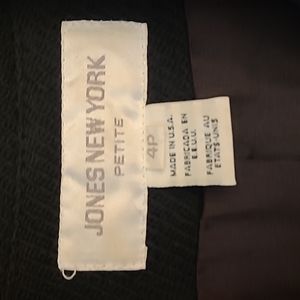 JONES NEW YORK
PETITE
4P
MADE IN U.S.A.
FABRICADA EN
E.E.U.U.
FABRIQUE AU
ETATS-UNIS